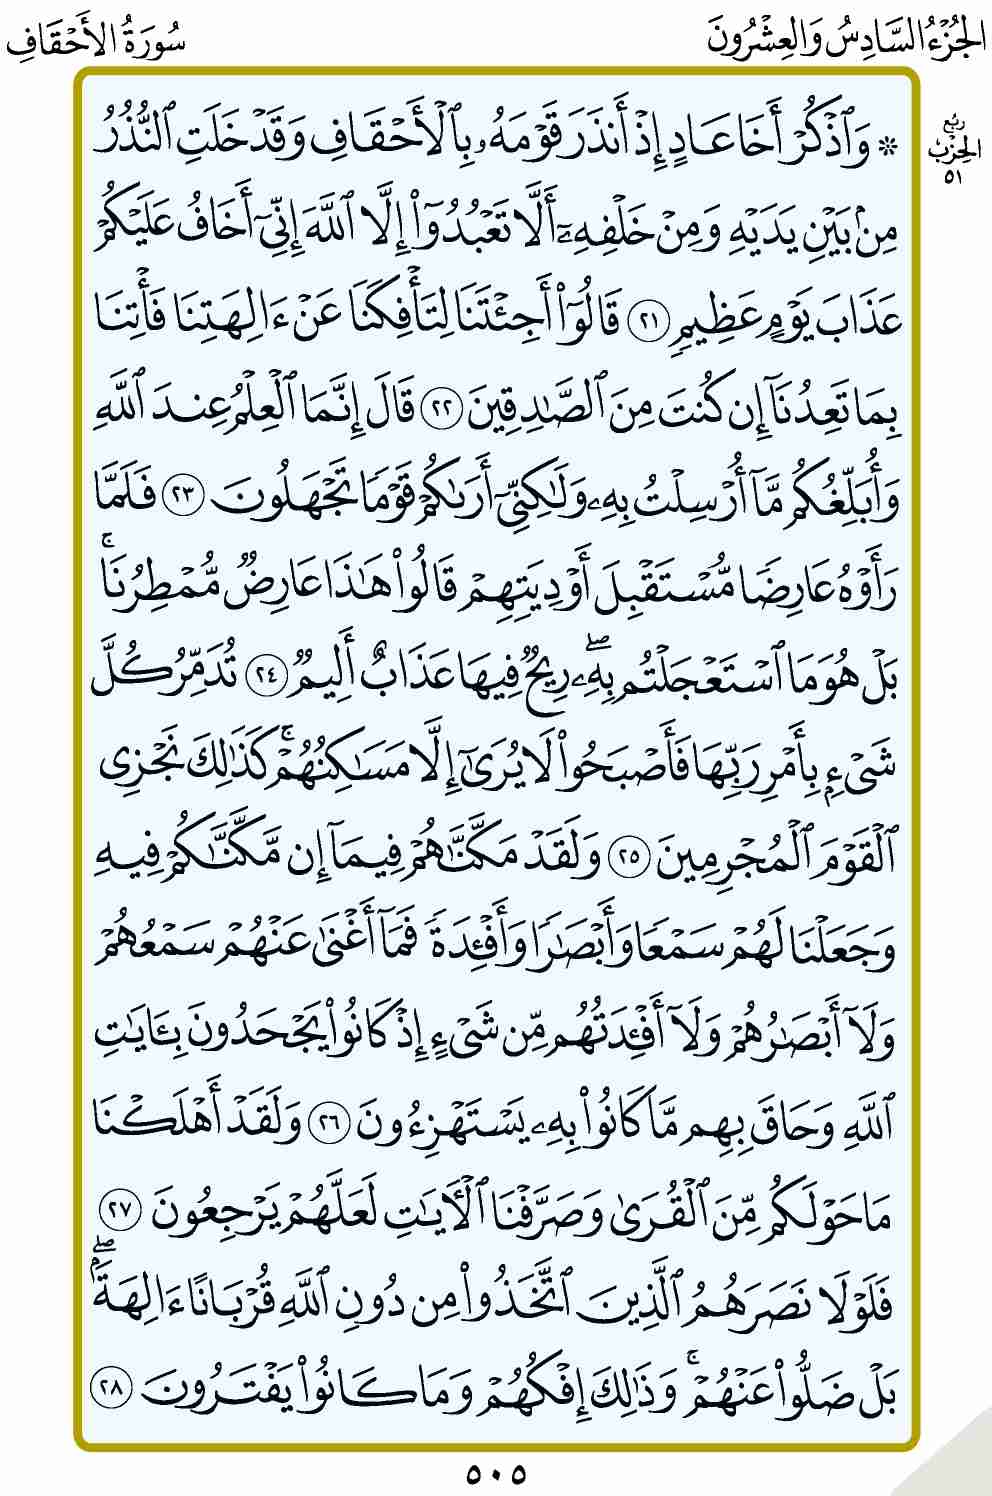 الجُزْءُ السَّادِسُ وَالعِشْرُونَ
سُورَةُ الأَحْقَافِ
رُبُع
الحِزْب
٥١
۞ وَٱذْكُرْ أَخَا عَادٍ إِذْ أَنذَرَ قَوْمَهُۥ بِٱلْأَحْقَافِ وَقَدْ خَلَتِ ٱلنُّذُرُ
مِنۢ بَيْنِ يَدَيْهِ وَمِنْ خَلْفِهِۦٓ أَلَّا تَعْبُدُوٓا۟ إِلَّا ٱللَّهَ إِنِّىٓ أَخَافُ عَلَيْكُمْ
عَذَابَ يَوْمٍ عَظِيمٍ ٢١ قَالُوٓا۟ أَجِئْتَنَا لِتَأْفِكَنَا عَنْ ءَالِهَتِنَا فَأْتِنَا
بِمَا تَعِدُنَآ إِن كُنتَ مِنَ ٱلصَّـٰدِقِينَ ٢٢ قَالَ إِنَّمَا ٱلْعِلْمُ عِندَ ٱللَّهِ
وَأُبَلِّغُكُم مَّآ أُرْسِلْتُ بِهِۦ وَلَـٰكِنِّىٓ أَرَىٰكُمْ قَوْمًا تَجْهَلُونَ ٢٣ فَلَمَّا
رَأَوْهُ عَارِضًا مُّسْتَقْبِلَ أَوْدِيَتِهِمْ قَالُوا۟ هَـٰذَا عَارِضٌ مُّمْطِرُنَا ۚ
بَلْ هُوَ مَا ٱسْتَعْجَلْتُم بِهِۦ ۖ رِيحٌ فِيهَا عَذَابٌ أَلِيمٌ ٢٤ تُدَمِّرُ كُلَّ
شَىْءٍۭ بِأَمْرِ رَبِّهَا فَأَصْبَحُوا۟ لَا يُرَىٰٓ إِلَّا مَسَـٰكِنُهُمْ ۚ كَذَٰلِكَ نَجْزِى
ٱلْقَوْمَ ٱلْمُجْرِمِينَ ٢٥ وَلَقَدْ مَكَّنَّـٰهُمْ فِيمَآ إِن مَّكَّنَّـٰكُمْ فِيهِ
وَجَعَلْنَا لَهُمْ سَمْعًا وَأَبْصَـٰرًا وَأَفْـِٔدَةً فَمَآ أَغْنَىٰ عَنْهُمْ سَمْعُهُمْ
وَلَآ أَبْصَـٰرُهُمْ وَلَآ أَفْـِٔدَتُهُم مِّن شَىْءٍ إِذْ كَانُوا۟ يَجْحَدُونَ بِـَٔايَـٰتِ
ٱللَّهِ وَحَاقَ بِهِم مَّا كَانُوا۟ بِهِۦ يَسْتَهْزِءُونَ ٢٦ وَلَقَدْ أَهْلَكْنَا
مَا حَوْلَكُم مِّنَ ٱلْقُرَىٰ وَصَرَّفْنَا ٱلْـَٔايَـٰتِ لَعَلَّهُمْ يَرْجِعُونَ ٢٧
فَلَوْلَا نَصَرَهُمُ ٱلَّذِينَ ٱتَّخَذُوا۟ مِن دُونِ ٱللَّهِ قُرْبَانًا ءَالِهَةًۢ ۖ
بَلْ ضَلُّوا۟ عَنْهُمْ ۚ وَذَٰلِكَ إِفْكُهُمْ وَمَا كَانُوا۟ يَفْتَرُونَ ٢٨
٥٠٥